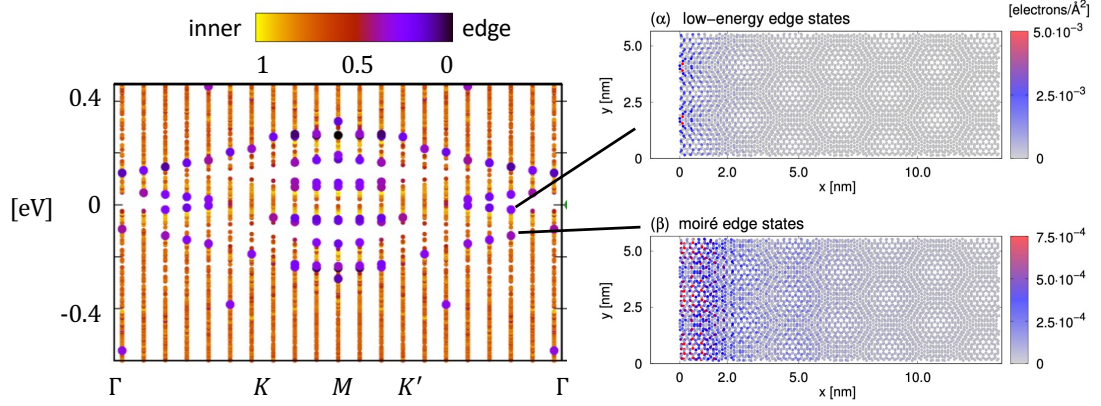 inner edge
1 0.5 0
0.4
0
-0.4
[eV]
Γ K M K′ Γ
(α) low-energy edge states
[electrons/Å²]
5.0·10⁻³
2.5·10⁻³
0
5.0
2.5
0
y [nm]
0 2.0 5.0 10.0
x [nm]
(β) moiré edge states
7.5·10⁻⁴
5·10⁻⁴
2.5·10⁻⁴
0
5.0
2.5
0
y [nm]
0 2.0 5.0 10.0
x [nm]